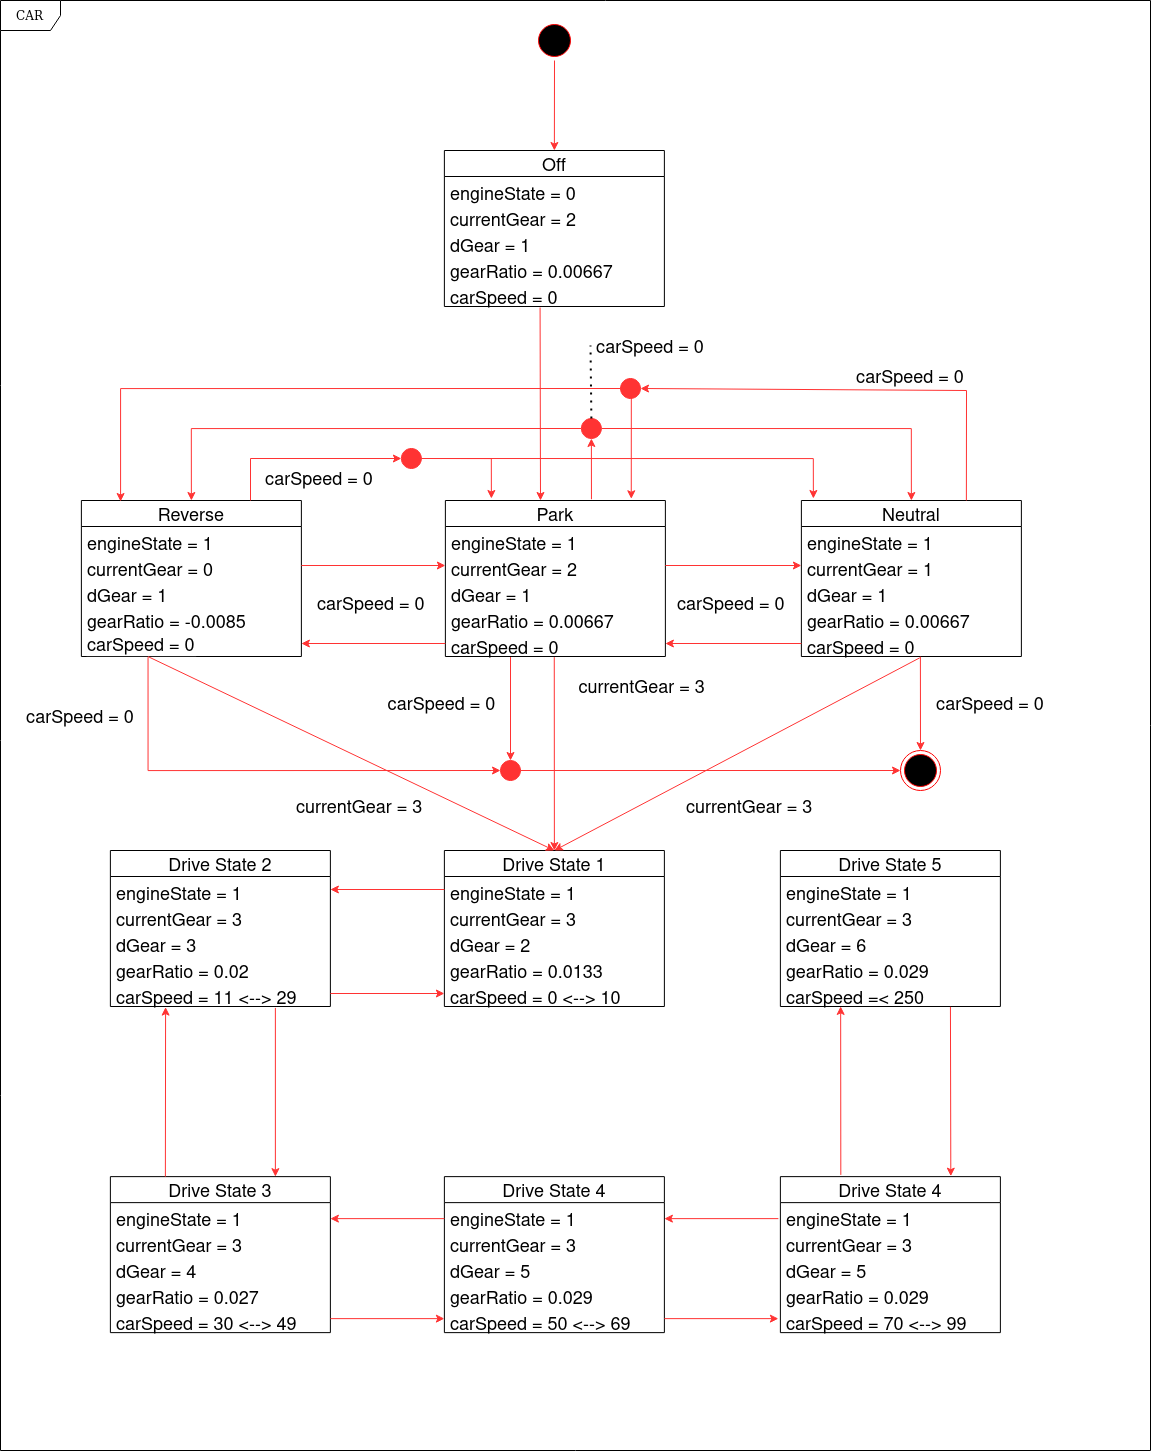 CAR
Off
engineState = 0
currentGear = 2
dGear = 1
gearRatio = 0.00667
carSpeed = 0
carSpeed = 0
carSpeed = 0
carSpeed = 0
Reverse
engineState = 1
currentGear = 0
dGear = 1
gearRatio = -0.0085
carSpeed = 0
carSpeed = 0
Park
engineState = 1
currentGear = 2
dGear = 1
gearRatio = 0.00667
carSpeed = 0
carSpeed = 0
Neutral
engineState = 1
currentGear = 1
dGear = 1
gearRatio = 0.00667
carSpeed = 0
carSpeed = 0
carSpeed = 0
currentGear = 3
carSpeed = 0
currentGear = 3
currentGear = 3
Drive State 2
engineState = 1
currentGear = 3
dGear = 3
gearRatio = 0.02
carSpeed = 11 <--> 29
Drive State 1
engineState = 1
currentGear = 3
dGear = 2
gearRatio = 0.0133
carSpeed = 0 <--> 10
Drive State 5
engineState = 1
currentGear = 3
dGear = 6
gearRatio = 0.029
carSpeed =< 250
Drive State 3
engineState = 1
currentGear = 3
dGear = 4
gearRatio = 0.027
carSpeed = 30 <--> 49
Drive State 4
engineState = 1
currentGear = 3
dGear = 5
gearRatio = 0.029
carSpeed = 50 <--> 69
Drive State 4
engineState = 1
currentGear = 3
dGear = 5
gearRatio = 0.029
carSpeed = 70 <--> 99